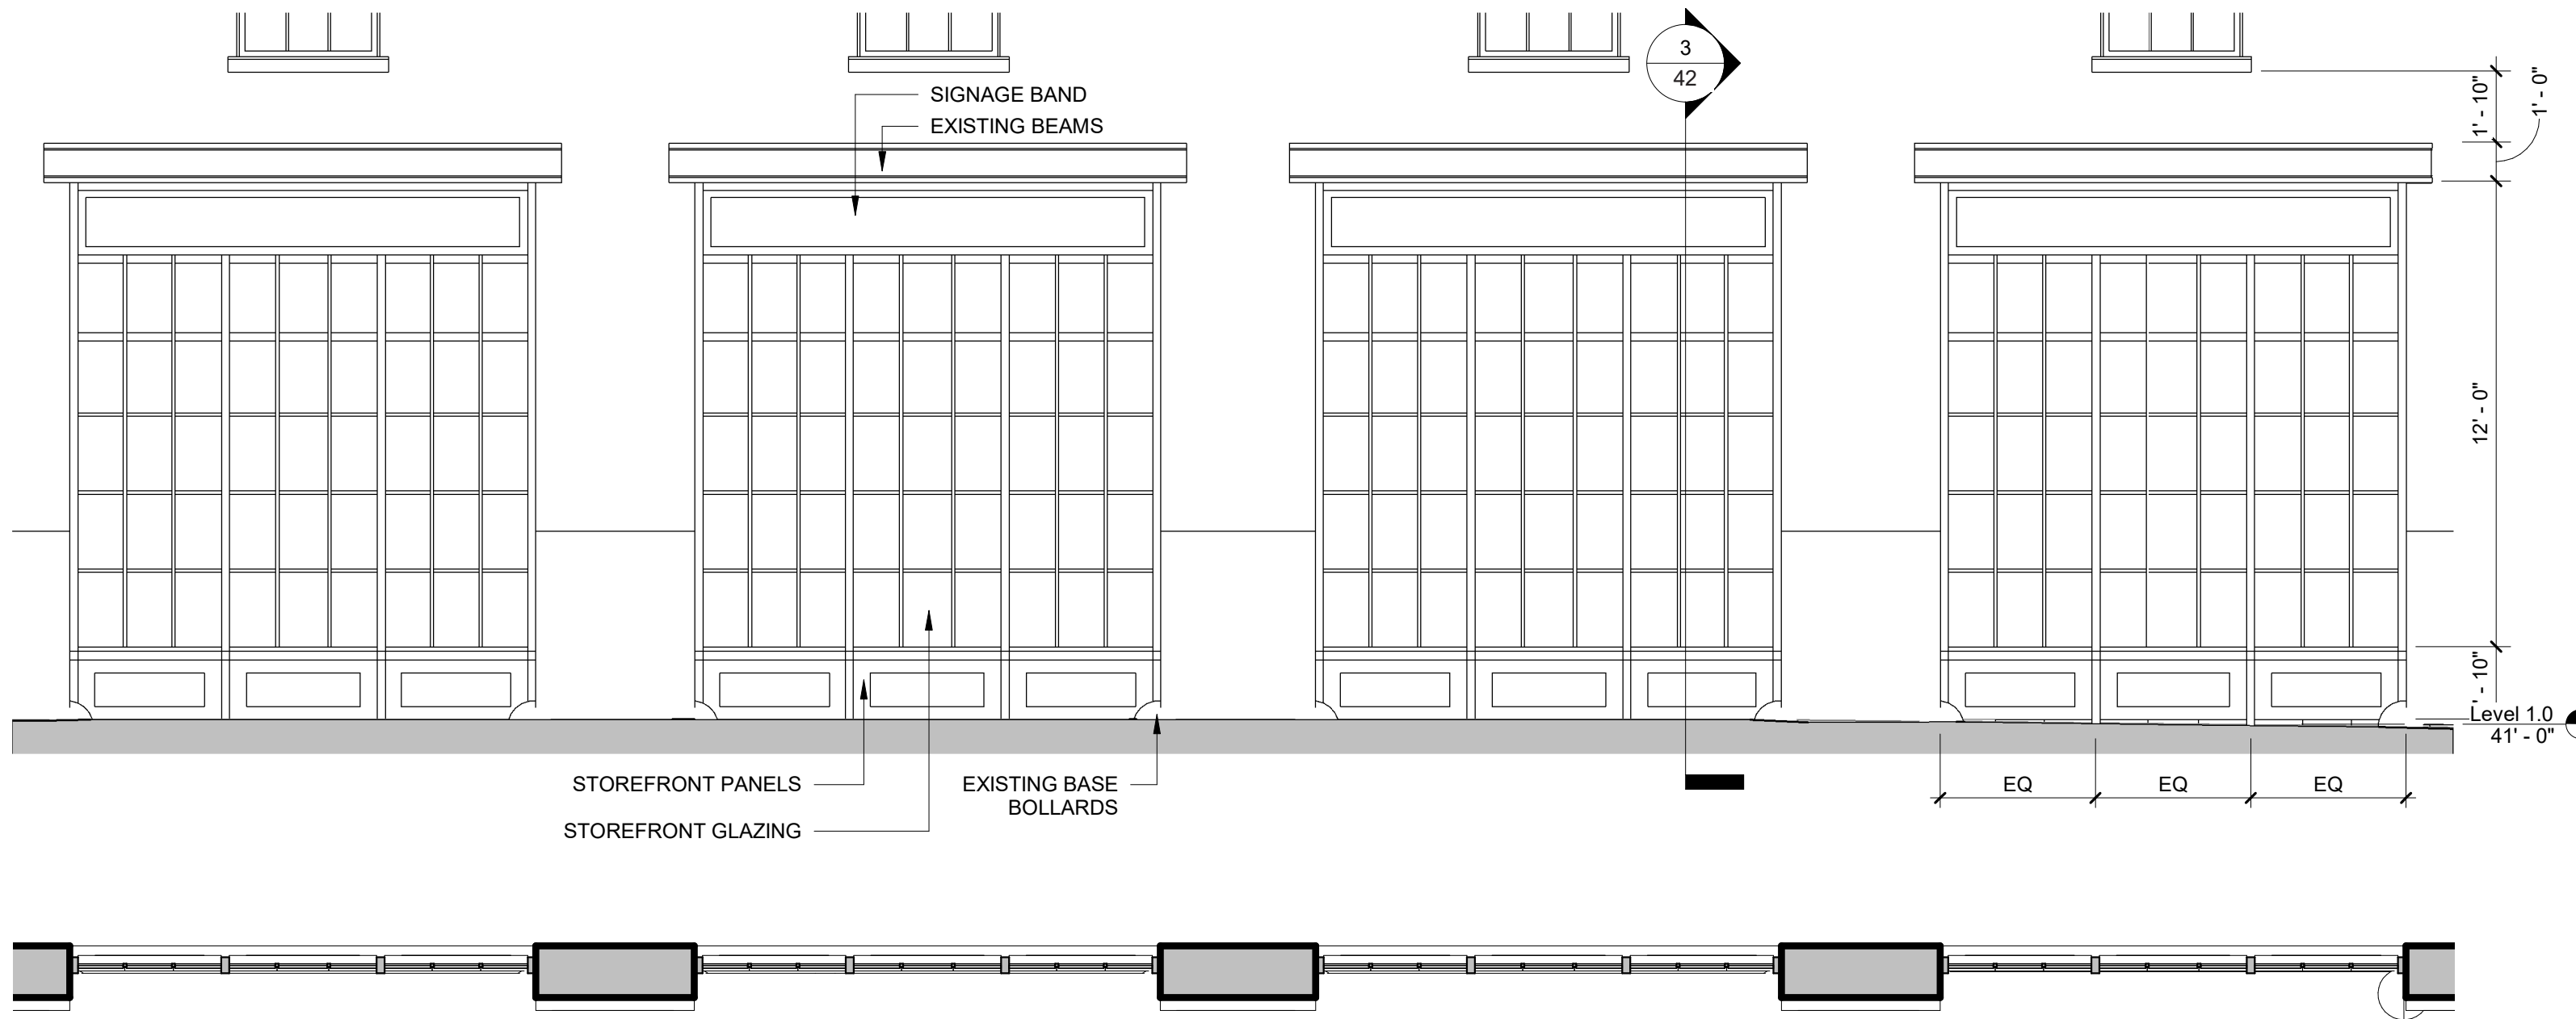 3
42
SIGNAGE BAND
EXISTING BEAMS
1' - 10"
1' - 0"
12' - 0"
' - 10"
Level 1.0
41' - 0"
STOREFRONT PANELS
EXISTING BASE
BOLLARDS
STOREFRONT GLAZING
EQ
EQ
EQ